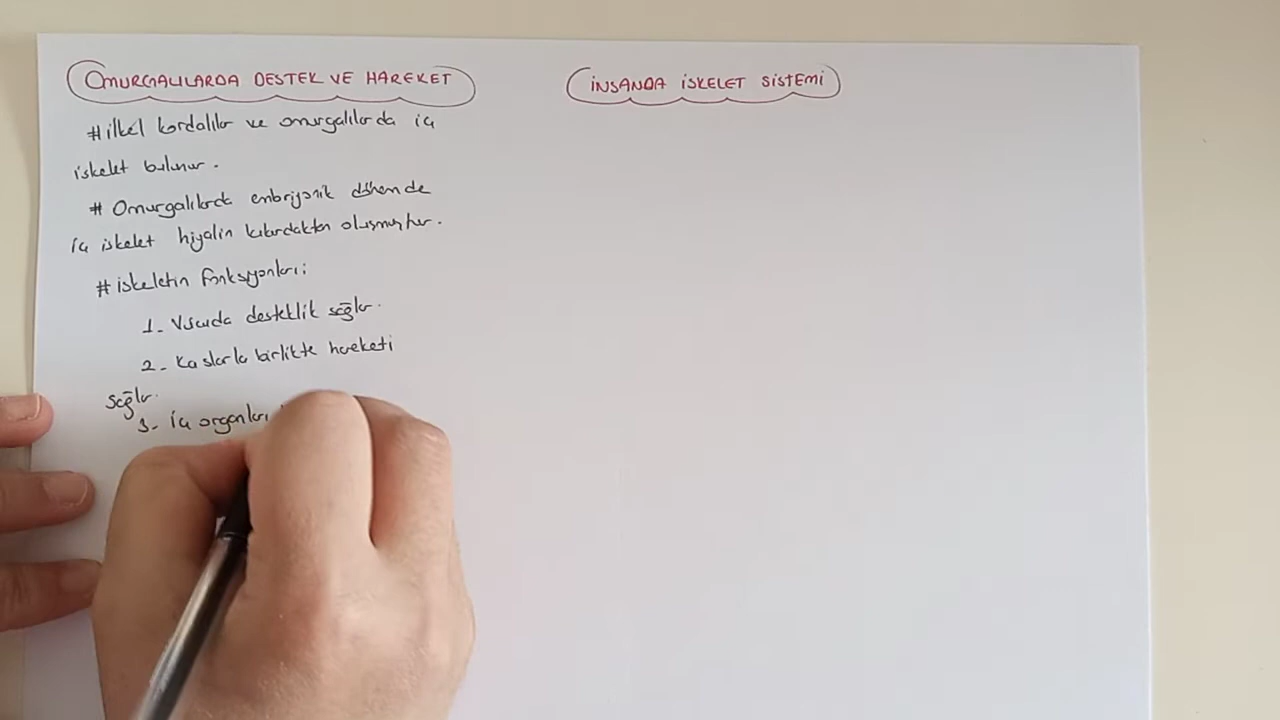 OMURGALILARDA DESTEK VE HAREKET
# ilkel kordalılar ve omurgalılarda iç
iskelet bulunur.
# Omurgalılarda embriyonik dönemde
iç iskelet hiyalin kıkırdaktan oluşmuştur.
# iskeletin fonksiyonları;
1- Vücuda desteklik sağlar.
2- Kaslarla birlikte hareketi
sağlar.
3- iç organları
İNSANDA İSKELET SİSTEMİ